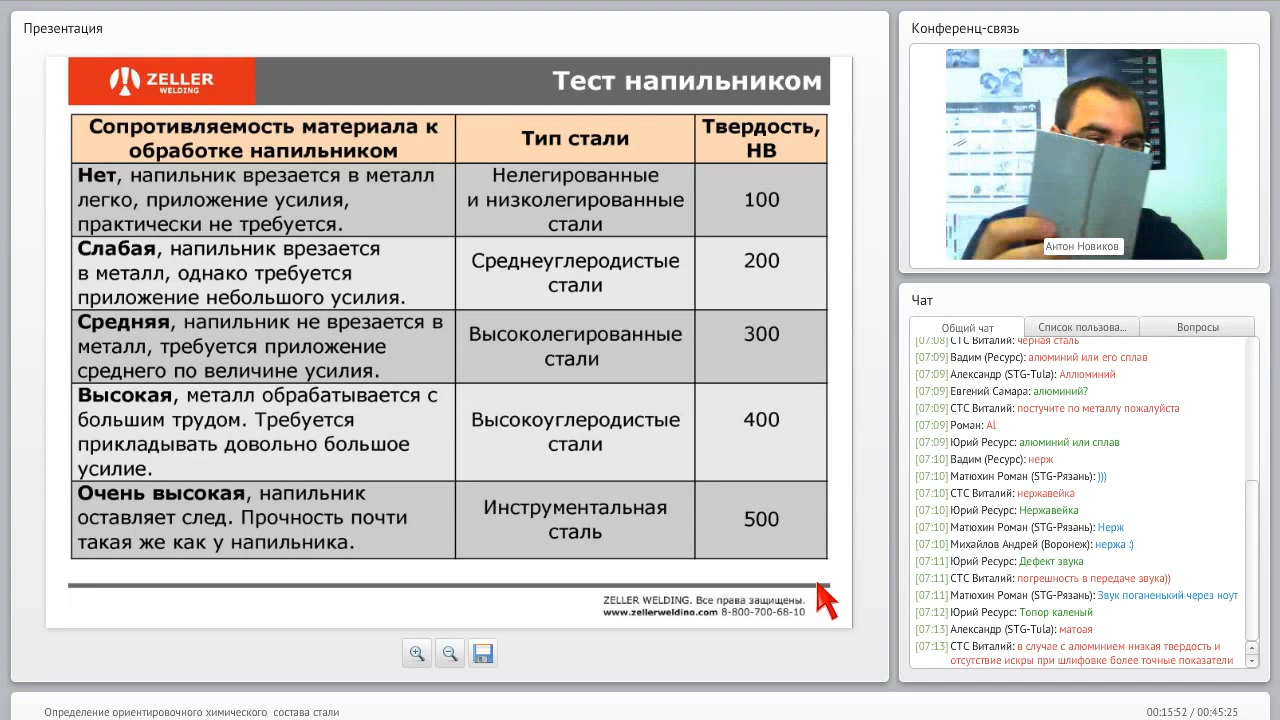 Презентация
ZELLER
WELDING
Тест напильником
Сопротивляемость материала к
обработке напильником
Тип стали
Твердость,
HB
Нет, напильник врезается в металл
легко, приложение усилия,
практически не требуется.
Нелегированные
и низколегированные
стали
100
Слабая, напильник врезается
в металл, однако требуется
приложение небольшого усилия.
Среднеуглеродистые
стали
200
Средняя, напильник не врезается в
металл, требуется приложение
среднего по величине усилия.
Высоколегированные
стали
300
Высокая, металл обрабатывается с
большим трудом. Требуется
прикладывать довольно большое
усилие.
Высокоуглеродистые
стали
400
Очень высокая, напильник
оставляет след. Прочность почти
такая же как у напильника.
Инструментальная
сталь
500
ZELLER WELDING. Все права защищены.
www.zellerwelding.com 8-800-700-68-10
Конференц-связь
Антон Новиков
Чат
Общий чат
Список пользова...
Вопросы
[07:08] СТС Виталий: черная сталь
[07:09] Вадим (Ресурс): алюминий или его сплав
[07:09] Александр (STG-Tula): Аллюминий
[07:09] Евгений Самара: алюминий?
[07:09] СТС Виталий: постучите по металлу пожалуйста
[07:09] Роман: Al
[07:09] Юрий Ресурс: алюминий или сплав
[07:10] Вадим (Ресурс): нерж
[07:10] Матюхин Роман (STG-Рязань): )))
[07:10] СТС Виталий: нержавейка
[07:10] Юрий Ресурс: Нержавейка
[07:10] Матюхин Роман (STG-Рязань): Нерж
[07:10] Михайлов Андрей (Воронеж): нержа :)
[07:11] Юрий Ресурс: Дефект звука
[07:11] СТС Виталий: погрешность в передаче звука))
[07:11] Матюхин Роман (STG-Рязань): Звук поганенький через ноут
[07:12] Юрий Ресурс: Топор каленый
[07:13] Александр (STG-Tula): матоая
[07:13] СТС Виталий: в случае с алюминием низкая твердость и
отсутствие искры при шлифовке более точные показатели
Определение ориентировочного химического состава стали
00:15:52 / 00:45:25